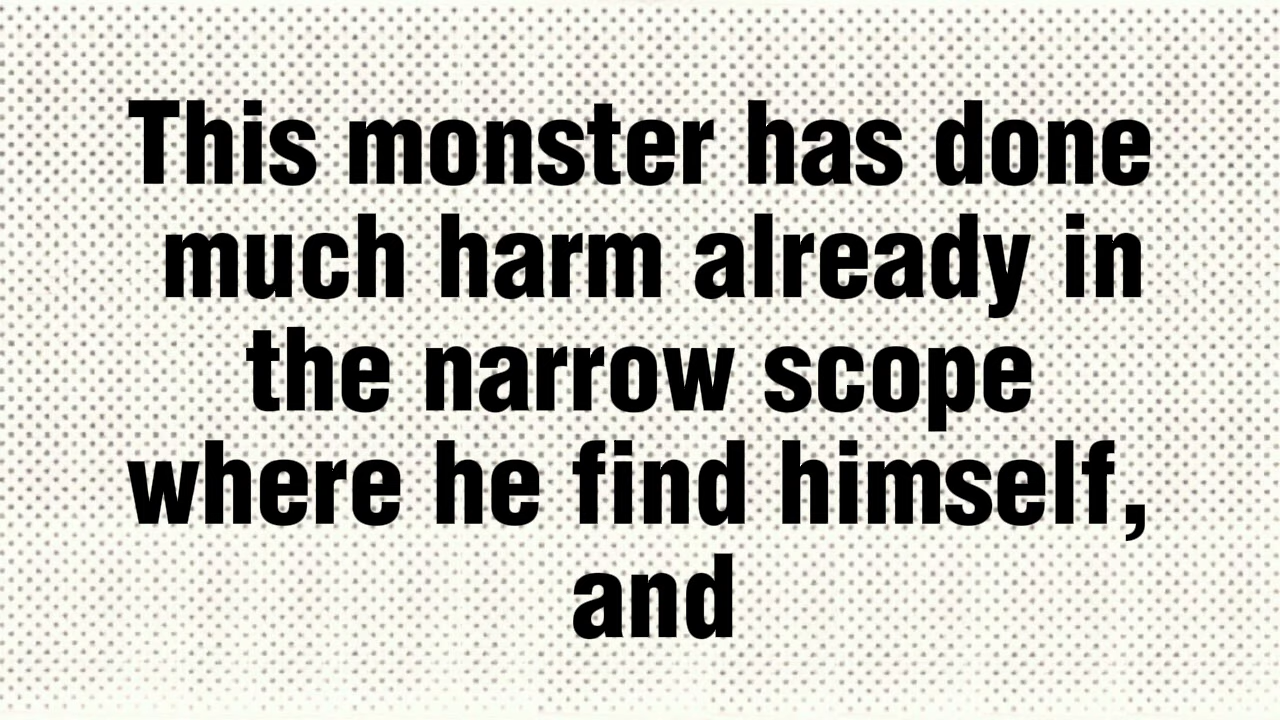 This monster has done
much harm already in
the narrow scope
where he find himself,
and